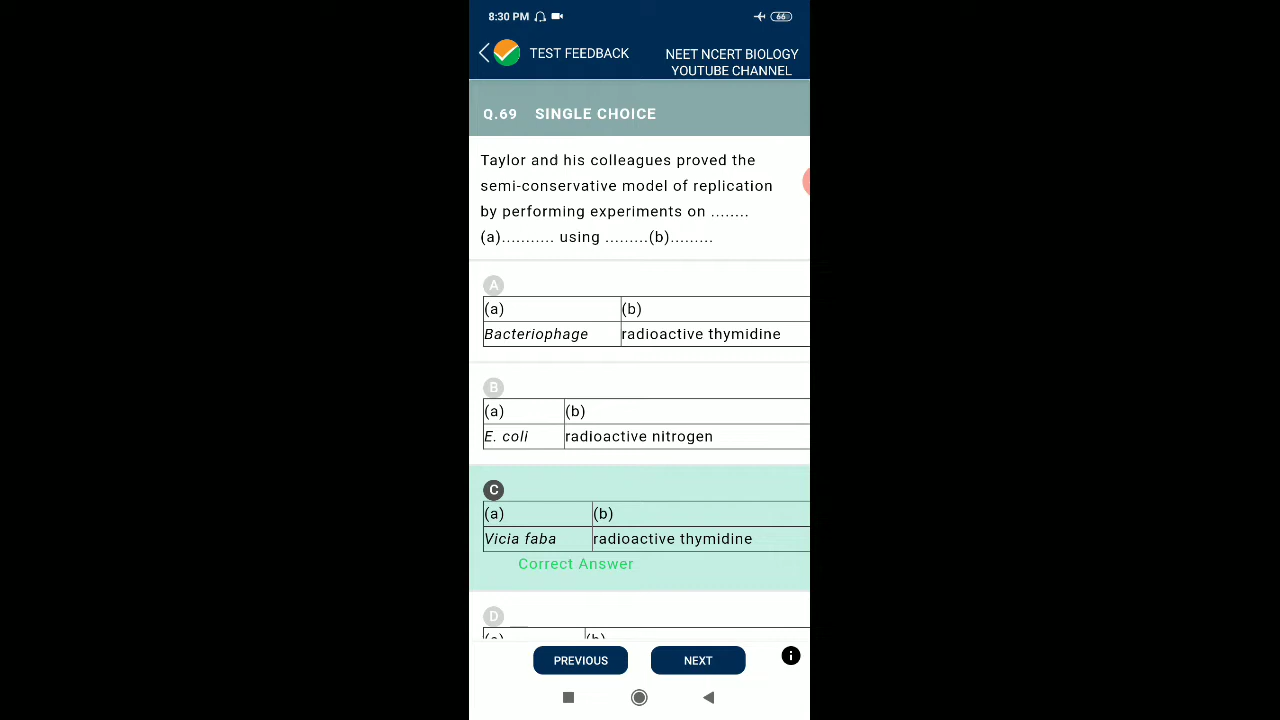 8:30 PM 66
TEST FEEDBACK
NEET NCERT BIOLOGY
YOUTUBE CHANNEL
Q.69 SINGLE CHOICE
Taylor and his colleagues proved the
semi-conservative model of replication
by performing experiments on ........
(a)........... using .........(b).........
A
(a) (b)
Bacteriophage radioactive thymidine
B
(a) (b)
E. coli radioactive nitrogen
C
(a) (b)
Vicia faba radioactive thymidine
Correct Answer
D
(a) (b)
PREVIOUS NEXT i